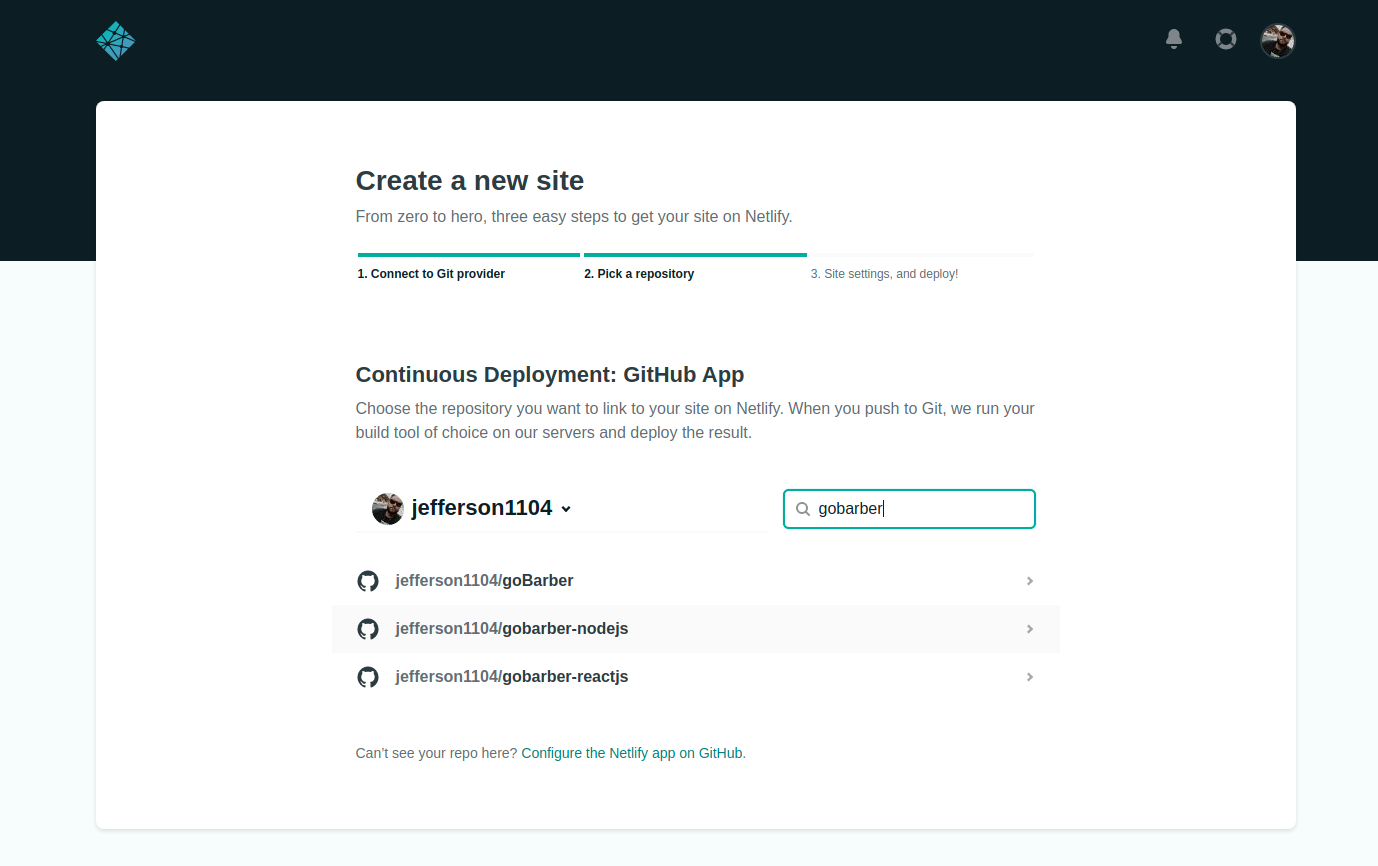 Create a new site
From zero to hero, three easy steps to get your site on Netlify.
1. Connect to Git provider
2. Pick a repository
3. Site settings, and deploy!
Continuous Deployment: GitHub App
Choose the repository you want to link to your site on Netlify. When you push to Git, we run your
build tool of choice on our servers and deploy the result.
jefferson1104
gobarber
jefferson1104/goBarber
jefferson1104/gobarber-nodejs
jefferson1104/gobarber-reactjs
Can’t see your repo here? Configure the Netlify app on GitHub.